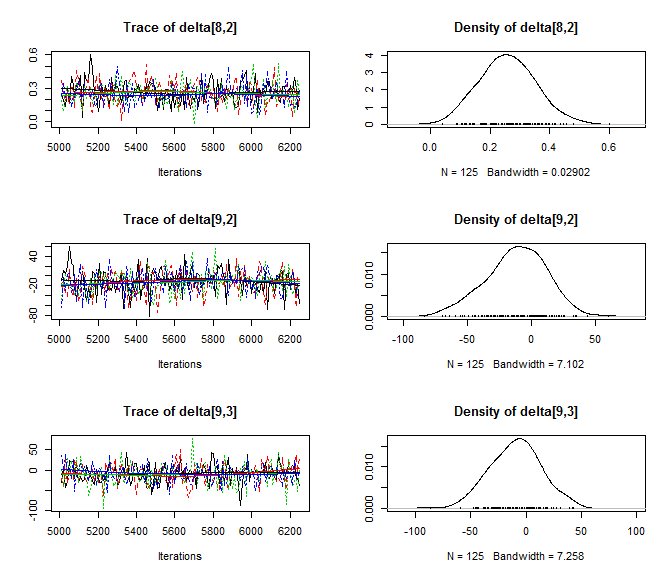 Trace of delta[8,2]
Density of delta[8,2]
0.0 0.3 0.6
5000 5200 5400 5600 5800 6000 6200
Iterations
0 1 2 3 4
0.0 0.2 0.4 0.6
N = 125 Bandwidth = 0.02902
Trace of delta[9,2]
Density of delta[9,2]
-80 -20 40
5000 5200 5400 5600 5800 6000 6200
Iterations
0.000 0.010
-100 -50 0 50
N = 125 Bandwidth = 7.102
Trace of delta[9,3]
Density of delta[9,3]
-100 0 50
5000 5200 5400 5600 5800 6000 6200
Iterations
0.000 0.010
-100 -50 0 50 100
N = 125 Bandwidth = 7.258